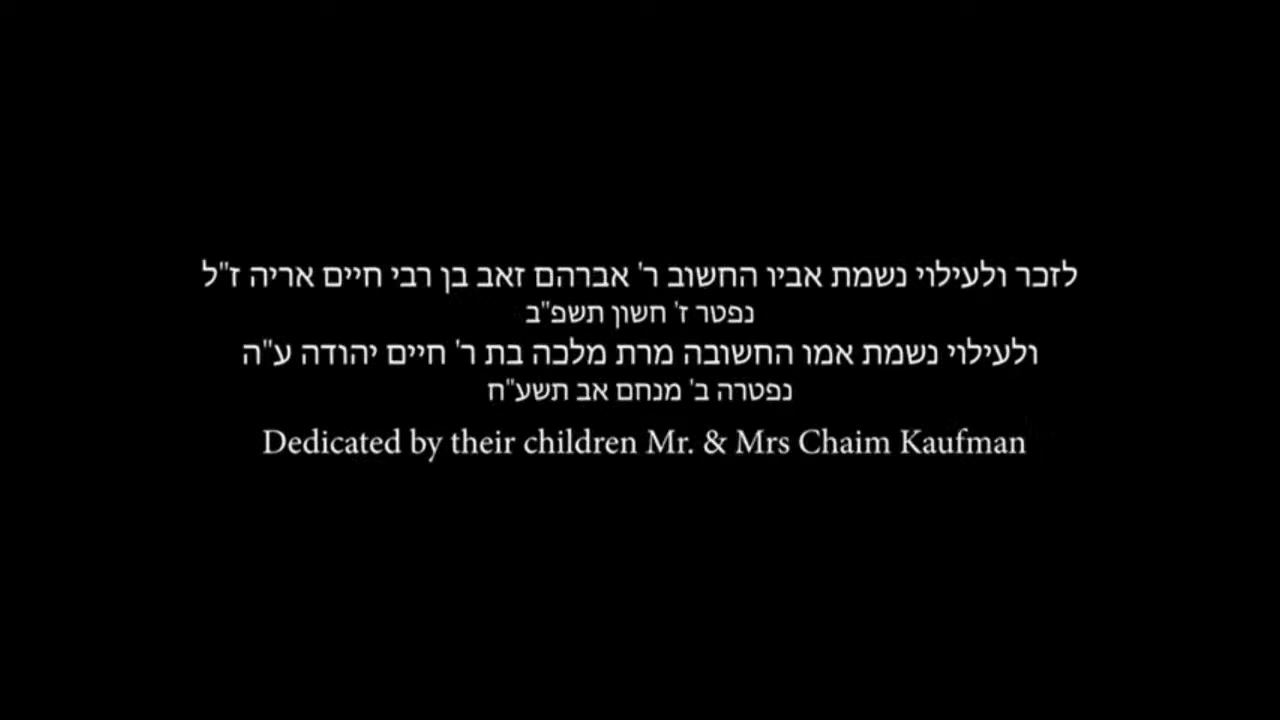 לזכר ולעילוי נשמת אביו החשוב ר' אברהם זאב בן רבי חיים אריה ז"ל
נפטר ז' חשון תשפ"ב
ולעילוי נשמת אמו החשובה מרת מלכה בת ר' חיים יהודה ע"ה
נפטרה ב' מנחם אב תשע"ח
Dedicated by their children Mr. & Mrs Chaim Kaufman